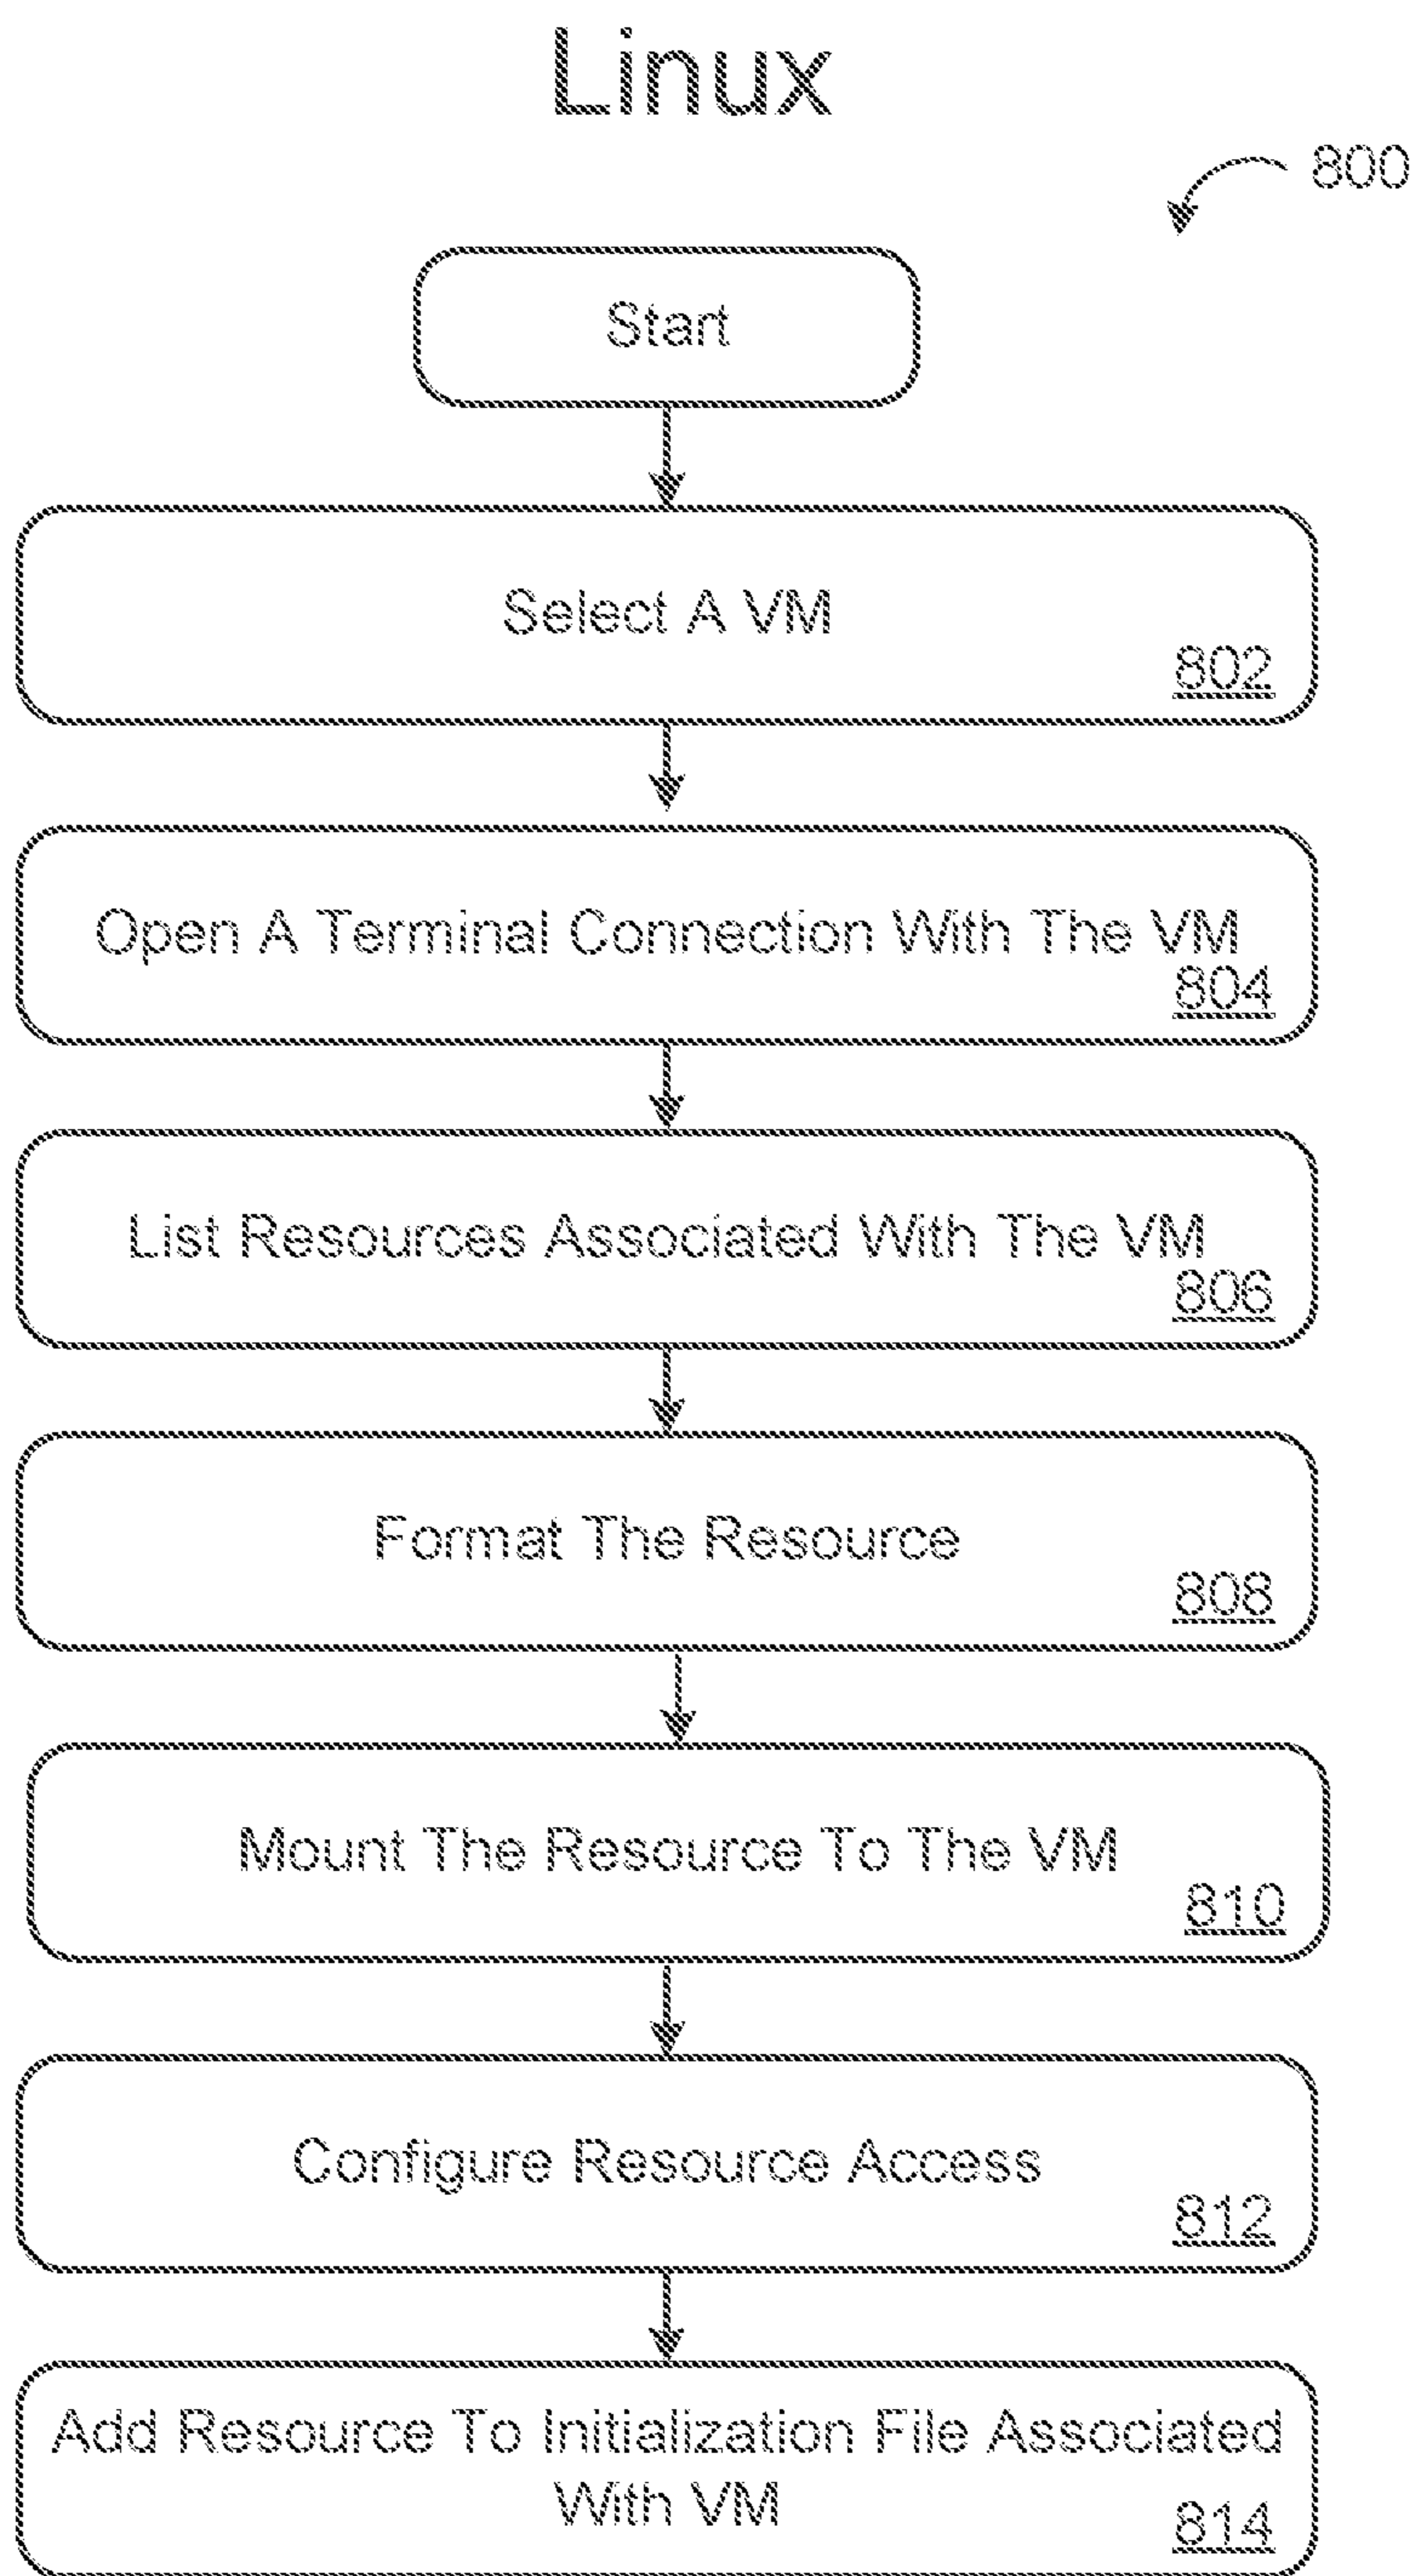 Linux
800
Start
Select A VM
802
Open A Terminal Connection With The VM
804
List Resources Associated With The VM
806
Format The Resource
808
Mount The Resource To The VM
810
Configure Resource Access
812
Add Resource To Initialization File Associated
With VM
814